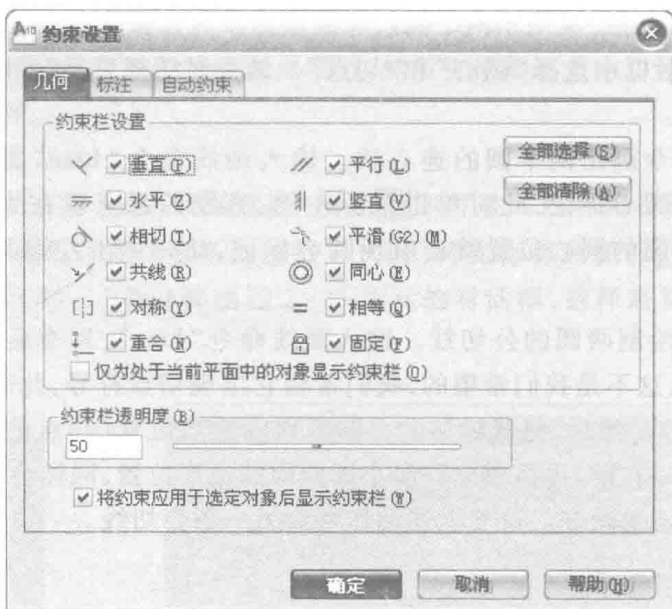 约束设置
几何 标注 自动约束
约束栏设置
全部选择(S)
全部清除(A)
垂直(P) 平行(L)
水平(Z) 竖直(V)
相切(T) 平滑(G2)(M)
共线(R) 同心(E)
对称(Y) 相等(Q)
重合(N) 固定(F)
仅为处于当前平面中的对象显示约束栏(O)
约束栏透明度(B)
50
将约束应用于选定对象后显示约束栏(W)
确定 取消 帮助(H)